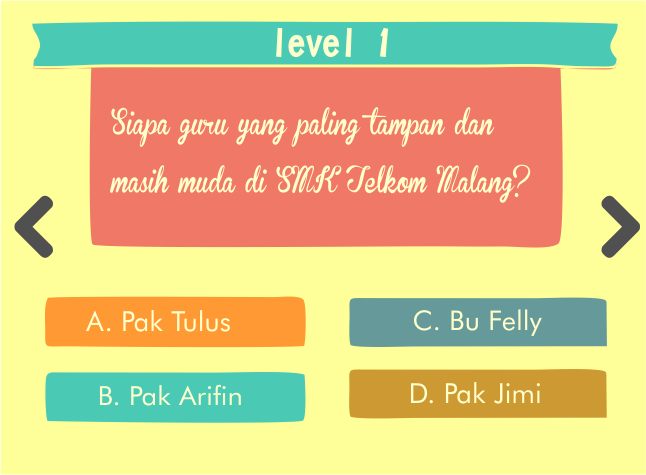 level 1
Siapa guru yang paling tampan dan
masih muda di SMK Telkom Malang?
A. Pak Tulus
C. Bu Felly
B. Pak Arifin
D. Pak Jimi